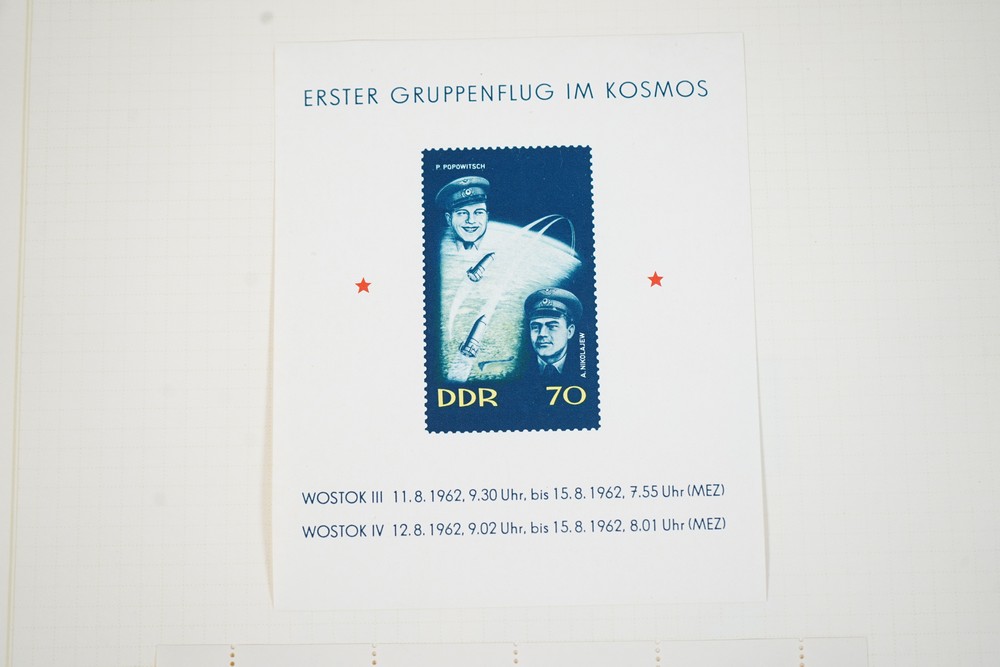 ERSTER GRUPPENFLUG IM KOSMOS
P. POPOWITSCH
A. NIKOLAJEW
DDR 70
WOSTOK III 11.8.1962, 9.30 Uhr, bis 15.8.1962, 7.55 Uhr (MEZ)
WOSTOK IV 12.8.1962, 9.02 Uhr, bis 15.8.1962, 8.01 Uhr (MEZ)